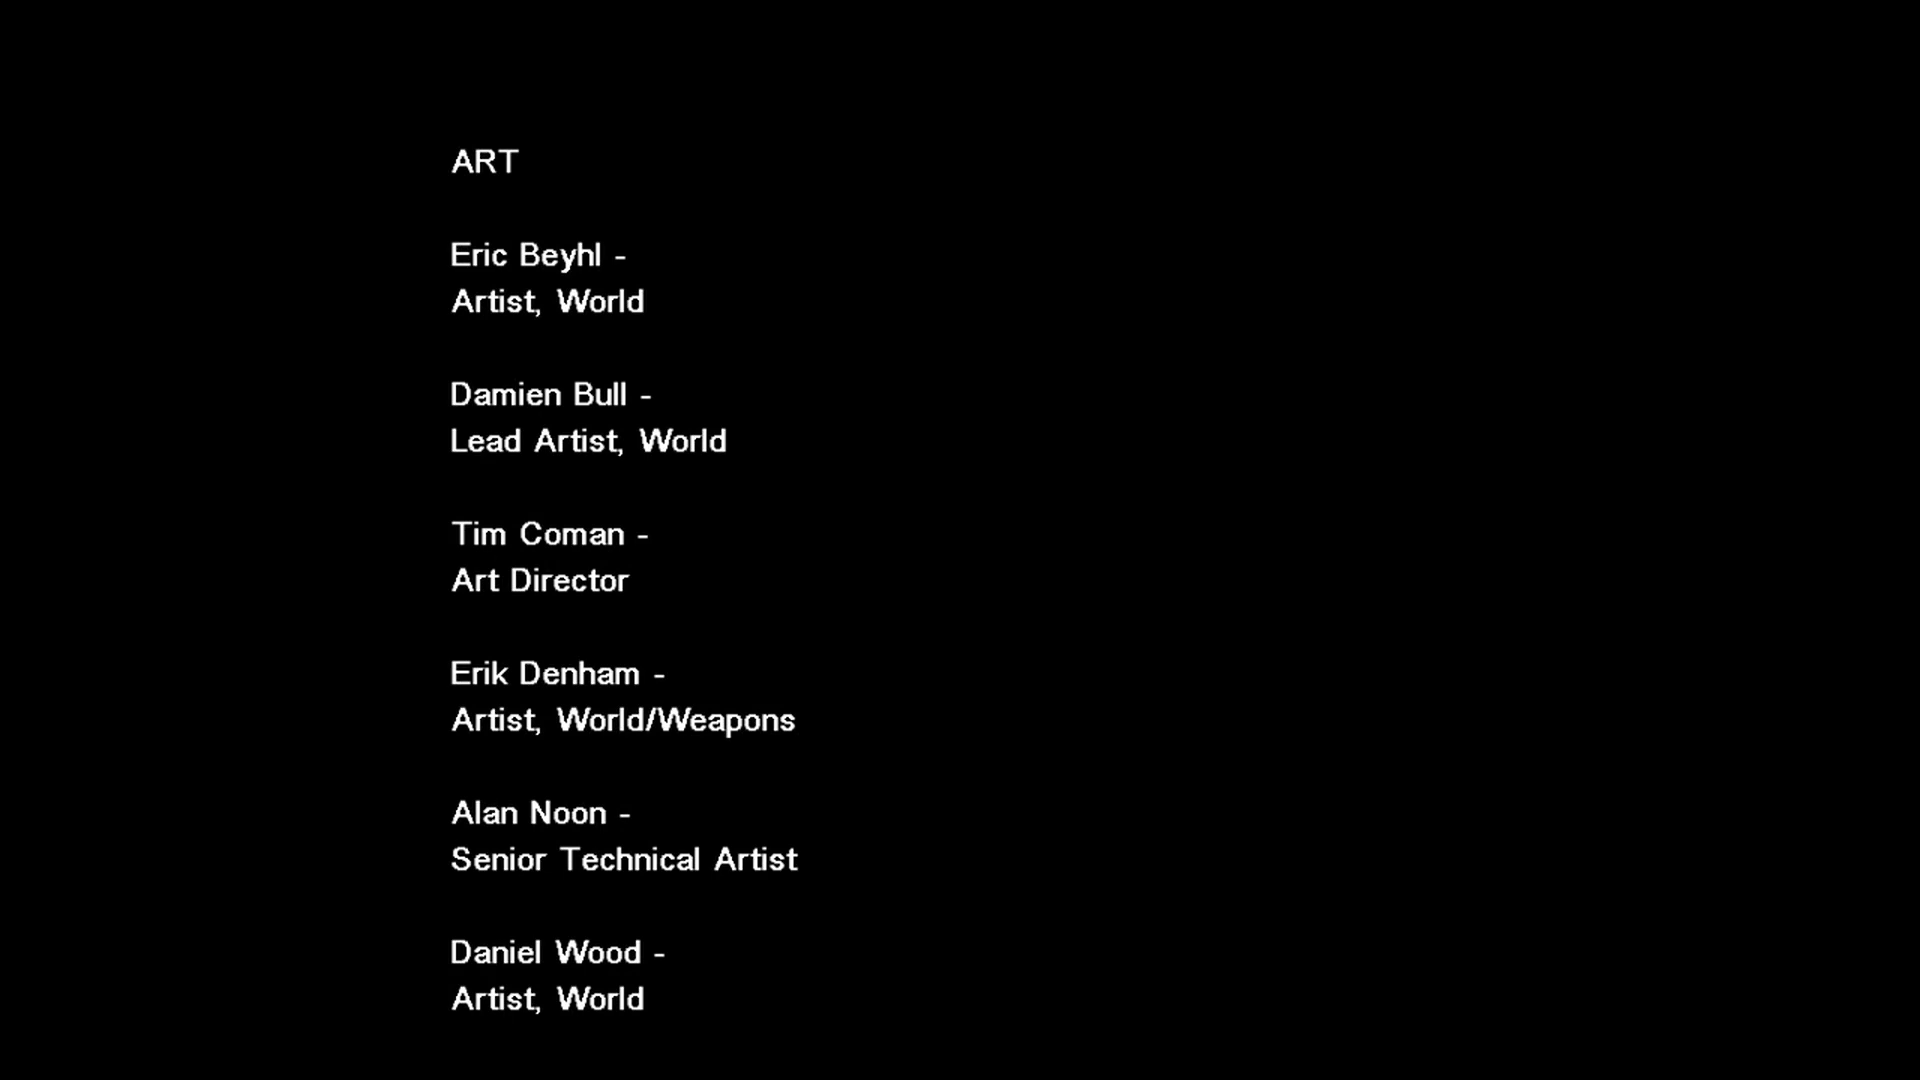 ART
Eric Beyhl -
Artist, World
Damien Bull -
Lead Artist, World
Tim Coman -
Art Director
Erik Denham -
Artist, World/Weapons
Alan Noon -
Senior Technical Artist
Daniel Wood -
Artist, World